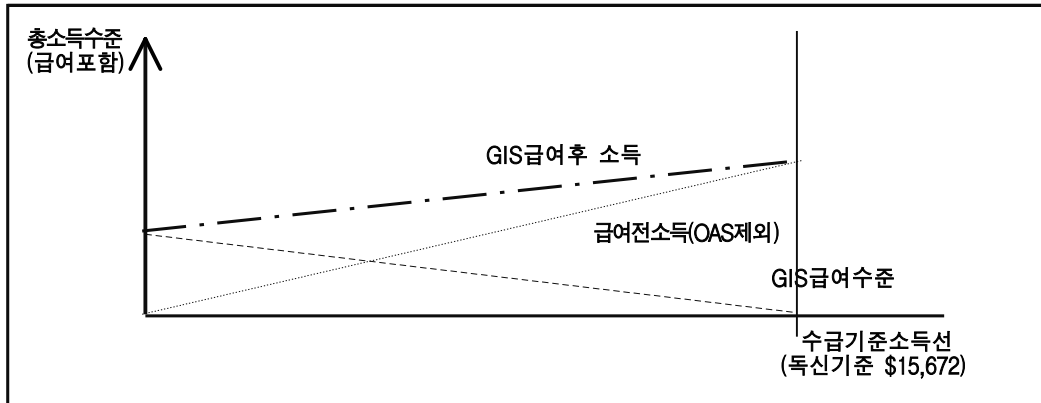 총소득수준
(급여포함)
GIS급여후 소득
급여전소득(OAS제외)
GIS급여수준
수급기준소득선
(독신기준 $15,672)